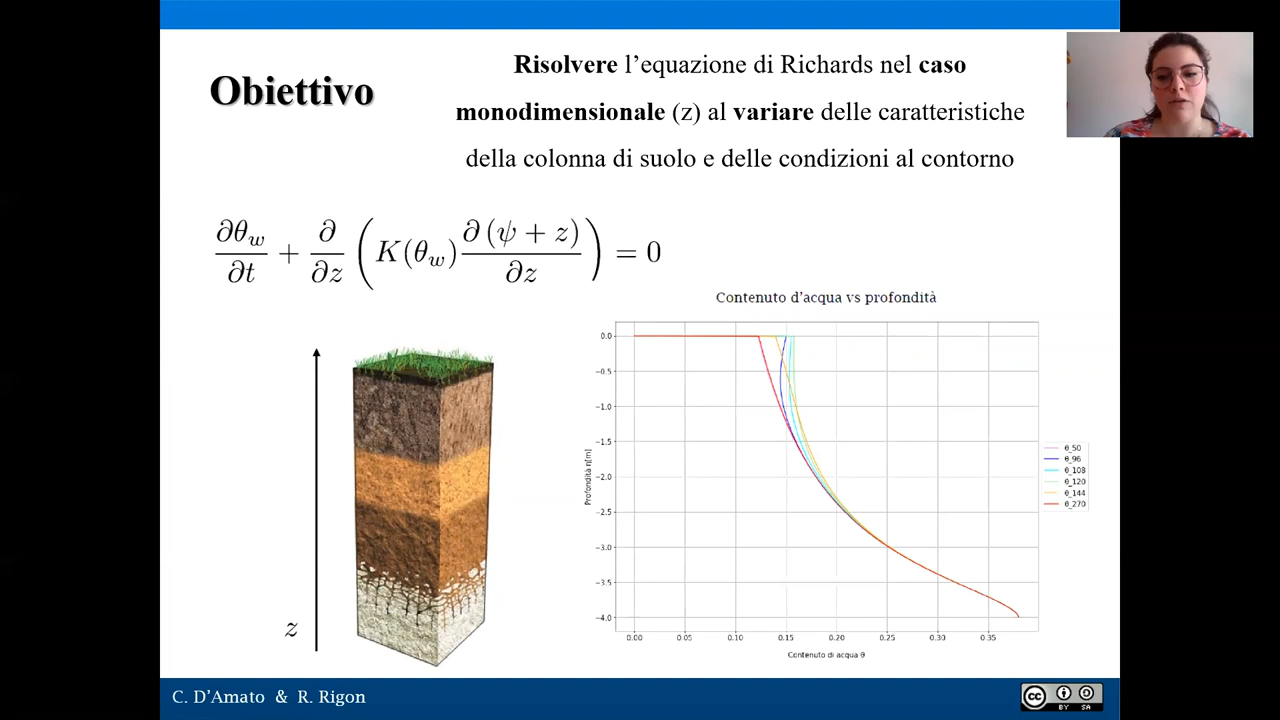 Obiettivo
Risolvere l'equazione di Richards nel caso
monodimensionale (z) al variare delle caratteristiche
della colonna di suolo e delle condizioni al contorno
∂θ_w/∂t + ∂/∂z (K(θ_w) ∂(ψ + z)/∂z) = 0
z
Contenuto d'acqua vs profondità
0.0
−0.5
−1.0
−1.5
−2.0
−2.5
−3.0
−3.5
−4.0
Profondità η[m]
0.00 0.05 0.10 0.15 0.20 0.25 0.30 0.35
Contenuto di acqua θ
θ_50
θ_96
θ_108
θ_120
θ_144
θ_270
C. D'Amato & R. Rigon
cc BY SA